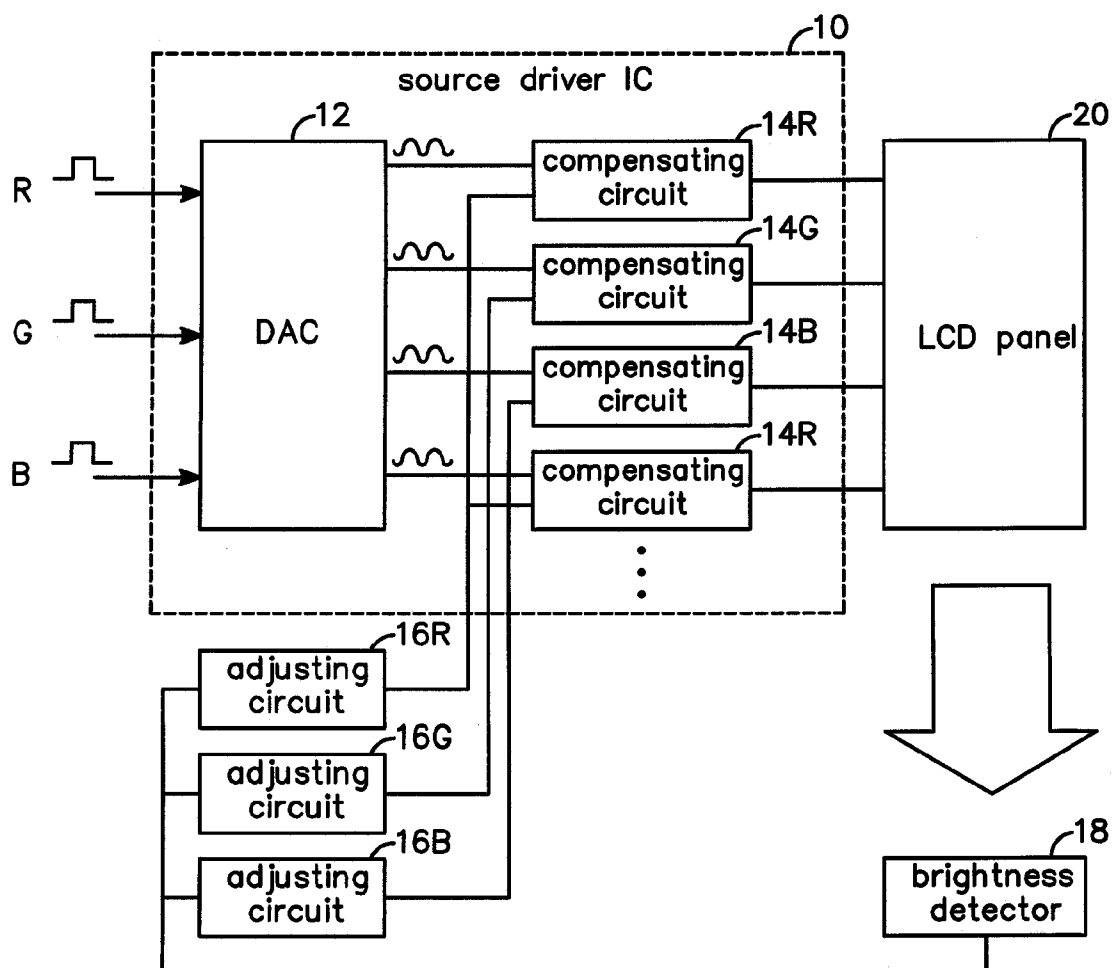 10
source driver IC
12
14R
20
R
compensating
circuit
14G
compensating
circuit
G
DAC
LCD panel
14B
compensating
circuit
14R
B
compensating
circuit
16R
adjusting
circuit
16G
adjusting
circuit
16B
adjusting
circuit
18
brightness
detector